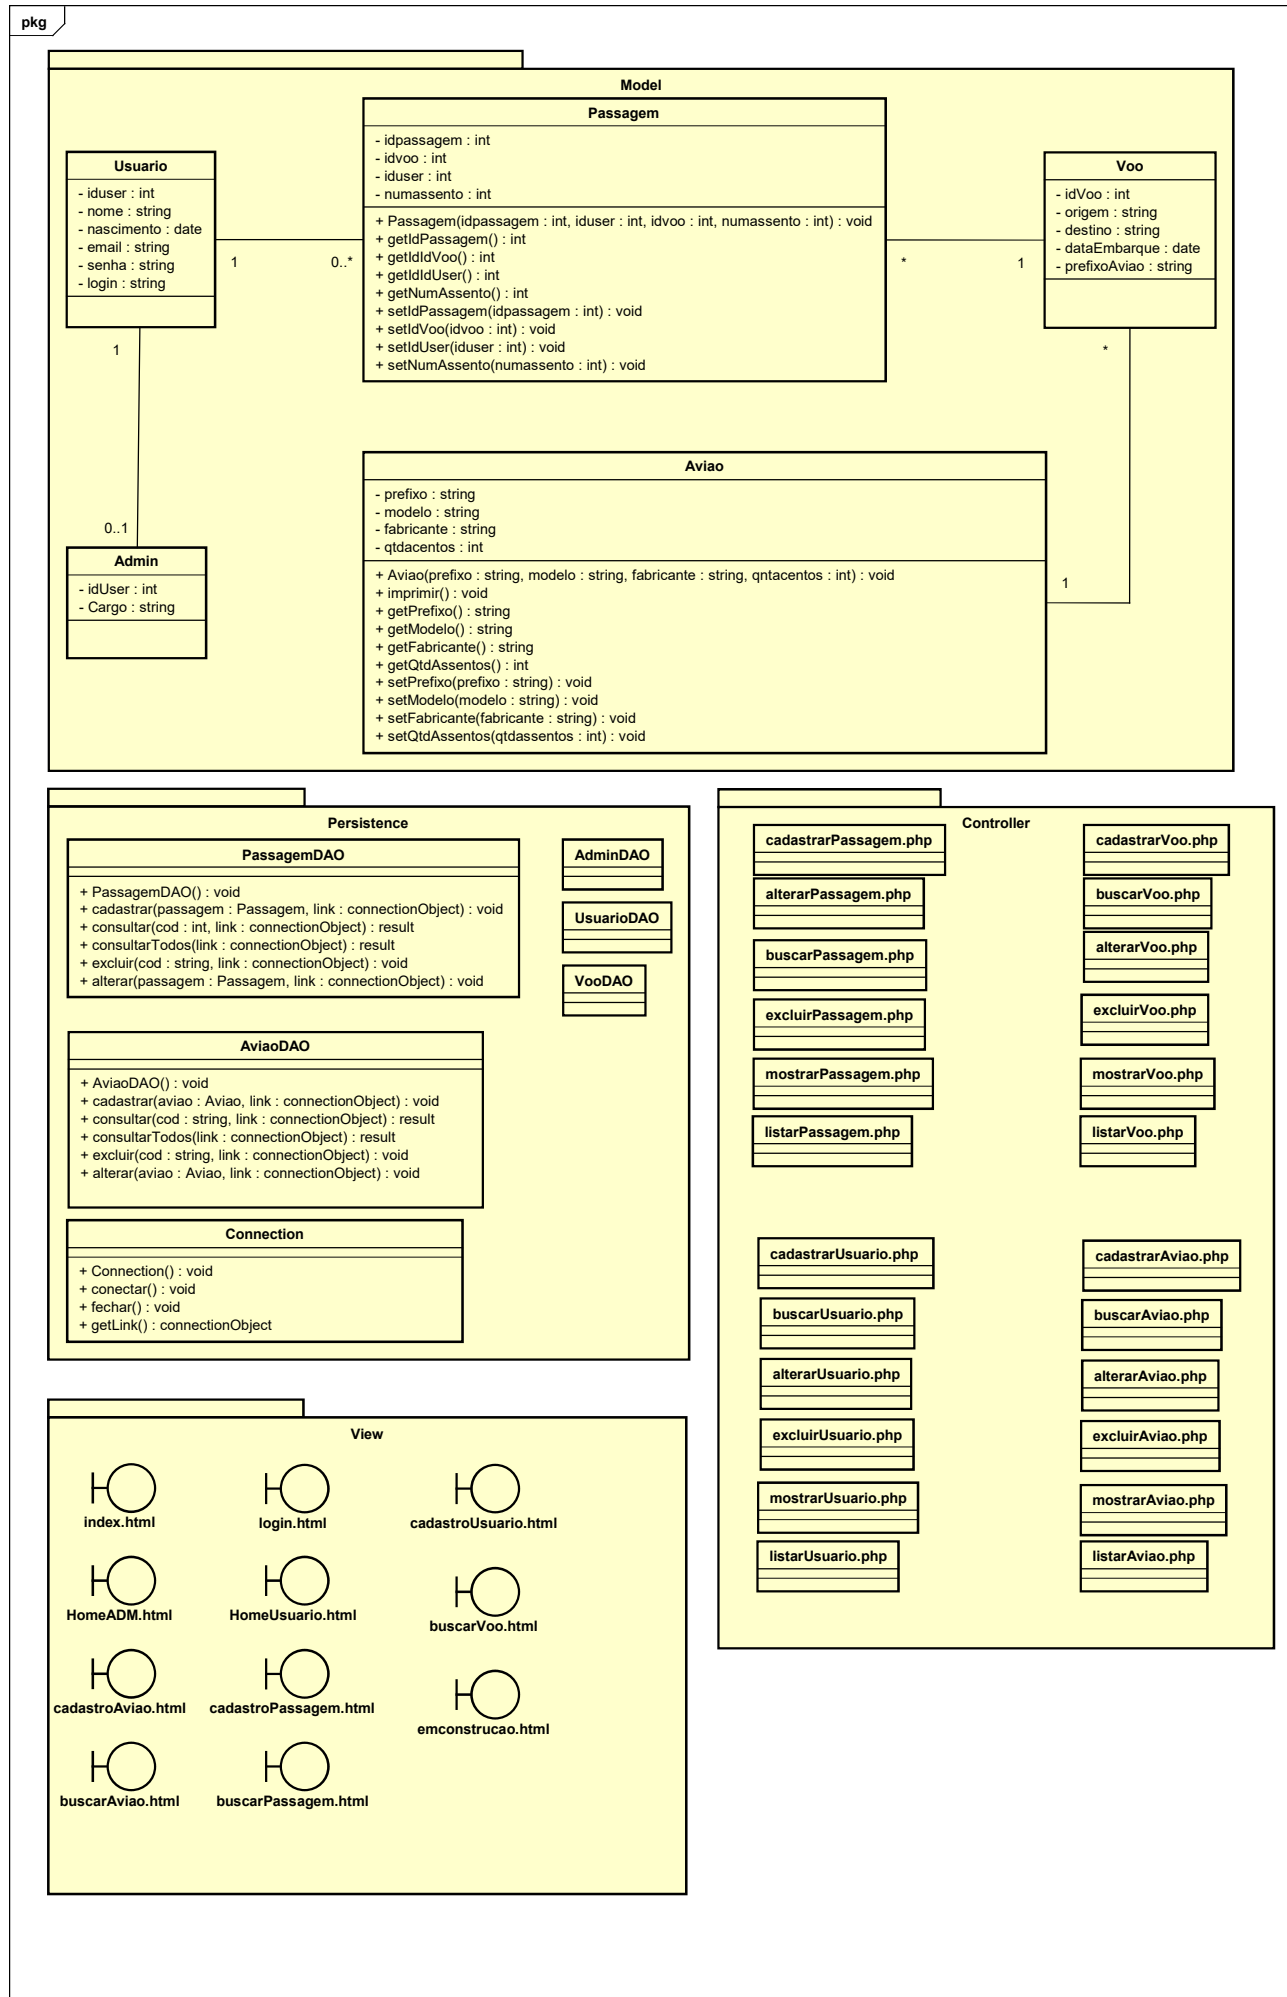 pkg
Model
Passagem
- idpassagem : int
- idvoo : int
- iduser : int
- numassento : int
+ Passagem(idpassagem : int, iduser : int, idvoo : int, numassento : int) : void
+ getIdPassagem() : int
+ getIdIdVoo() : int
+ getIdIdUser() : int
+ getNumAssento() : int
+ setIdPassagem(idpassagem : int) : void
+ setIdVoo(idvoo : int) : void
+ setIdUser(iduser : int) : void
+ setNumAssento(numassento : int) : void
Usuario
- iduser : int
- nome : string
- nascimento : date
- email : string
- senha : string
- login : string
1
0..*
*
1
Voo
- idVoo : int
- origem : string
- destino : string
- dataEmbarque : date
- prefixoAviao : string
1
*
0..1
Admin
- idUser : int
- Cargo : string
Aviao
- prefixo : string
- modelo : string
- fabricante : string
- qtdacentos : int
+ Aviao(prefixo : string, modelo : string, fabricante : string, qntacentos : int) : void
+ imprimir() : void
+ getPrefixo() : string
+ getModelo() : string
+ getFabricante() : string
+ getQtdAssentos() : int
+ setPrefixo(prefixo : string) : void
+ setModelo(modelo : string) : void
+ setFabricante(fabricante : string) : void
+ setQtdAssentos(qtdassentos : int) : void
1
Persistence
PassagemDAO
+ PassagemDAO() : void
+ cadastrar(passagem : Passagem, link : connectionObject) : void
+ consultar(cod : int, link : connectionObject) : result
+ consultarTodos(link : connectionObject) : result
+ excluir(cod : string, link : connectionObject) : void
+ alterar(passagem : Passagem, link : connectionObject) : void
AdminDAO
UsuarioDAO
VooDAO
AviaoDAO
+ AviaoDAO() : void
+ cadastrar(aviao : Aviao, link : connectionObject) : void
+ consultar(cod : string, link : connectionObject) : result
+ consultarTodos(link : connectionObject) : result
+ excluir(cod : string, link : connectionObject) : void
+ alterar(aviao : Aviao, link : connectionObject) : void
Connection
+ Connection() : void
+ conectar() : void
+ fechar() : void
+ getLink() : connectionObject
Controller
cadastrarPassagem.php
alterarPassagem.php
buscarPassagem.php
excluirPassagem.php
mostrarPassagem.php
listarPassagem.php
cadastrarVoo.php
buscarVoo.php
alterarVoo.php
excluirVoo.php
mostrarVoo.php
listarVoo.php
cadastrarUsuario.php
buscarUsuario.php
alterarUsuario.php
excluirUsuario.php
mostrarUsuario.php
listarUsuario.php
cadastrarAviao.php
buscarAviao.php
alterarAviao.php
excluirAviao.php
mostrarAviao.php
listarAviao.php
View
index.html
login.html
cadastroUsuario.html
HomeADM.html
HomeUsuario.html
buscarVoo.html
cadastroAviao.html
cadastroPassagem.html
emconstrucao.html
buscarAviao.html
buscarPassagem.html